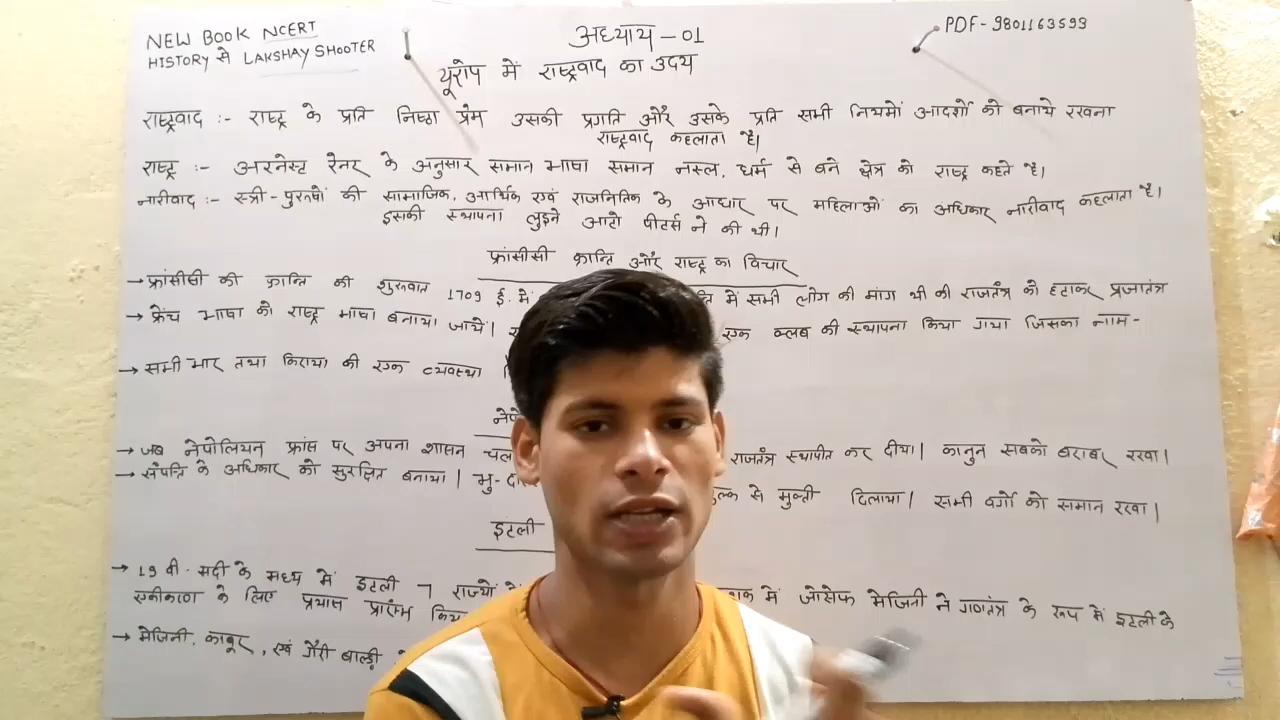 NEW BOOK NCERT
HISTORY से LAKSHAY SHOOTER
PDF-9801163593
अध्याय - 01
यूरोप में राष्ट्रवाद का उदय
राष्ट्रवाद :- राष्ट्र के प्रति निष्ठा प्रेम उसकी प्रगति और उसके प्रति सभी नियमों आदर्शों को बनाये रखना
राष्ट्रवाद कहलाता है।
राष्ट्र :- अरनेस्ट रेनर के अनुसार समान भाषा समान नस्ल, धर्म से बने क्षेत्र को राष्ट्र कहते है।
नारीवाद :- स्त्री-पुरुषों की सामाजिक, आर्थिक एवं राजनितिक के आधार पर महिलाओं का अधिकार नारीवाद कहलाता है।
इसकी स्थापना लुइने आटो पीटर्स ने की थी।
फ्रांसीसी क्रान्ति और राष्ट्र का विचार
→ फ्रांसीसी की क्रान्ति की शुरुवात 1709 ई. में में सभी लोग की मांग थी की राजतंत्र को हटाकर प्रजातंत्र
→ फ्रेंच भाषा को राष्ट्र भाषा बनाया जाये। एक क्लब की स्थापना किया गया जिसका नाम-
→ सभी भार तथा किराया की एक व्यवस्था
→ जब नेपोलियन फ्रांस पर अपना शासन राजतंत्र स्थापीत कर दीया। कानुन सबको बराबर रखा।
→ संपत्ति के अधिकार को सुरक्षित बनाया। से मुक्ती दिलाया। सभी वर्गो को समान रखा।
इटली
→ 19 वी. सदी के मध्य में इटली 7 राज्यों में जोसेफ मेजिनी ने गणतंत्र के रूप में इटली के
एकीकरण के लिए प्रयास प्रारंभ
→ मेजिनी, काबूर, एवं गैरी बाल्डी